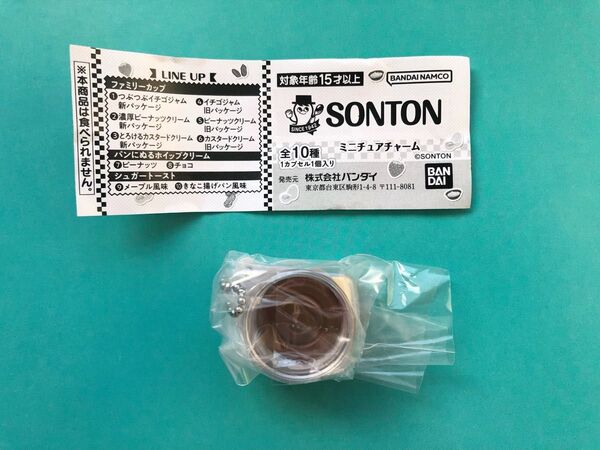 ※本商品は食べられません。
LINE UP
ファミリーカップ
①つぶつぶイチゴジャム
新パッケージ
②濃厚ピーナッツクリーム
新パッケージ
③とろけるカスタードクリーム
新パッケージ
④イチゴジャム
旧パッケージ
⑤ピーナツクリーム
旧パッケージ
⑥カスタードクリーム
旧パッケージ
パンにぬるホイップクリーム
⑦ピーナッツ ⑧チョコ
シュガートースト
⑨メープル風味 ⑩きなこ揚げパン風味
対象年齢15才以上
BANDAI NAMCO
SINCE 1942
SONTON
全10種
1カプセル1個入り
ミニチュアチャーム
©SONTON
発売元 株式会社バンダイ
東京都台東区駒形1-4-8 〒111-8081
BAN
DAI